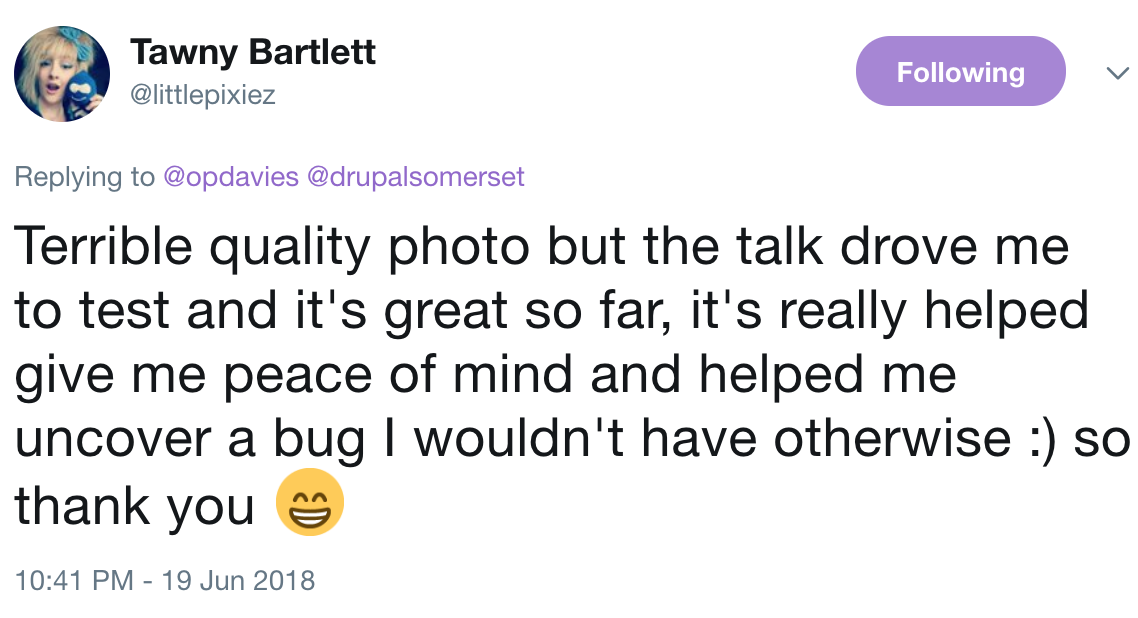 Tawny Bartlett
@littlepixiez
Following
Replying to @opdavies @drupalsomerset
Terrible quality photo but the talk drove me
to test and it's great so far, it's really helped
give me peace of mind and helped me
uncover a bug I wouldn't have otherwise :) so
thank you 😁
10:41 PM - 19 Jun 2018